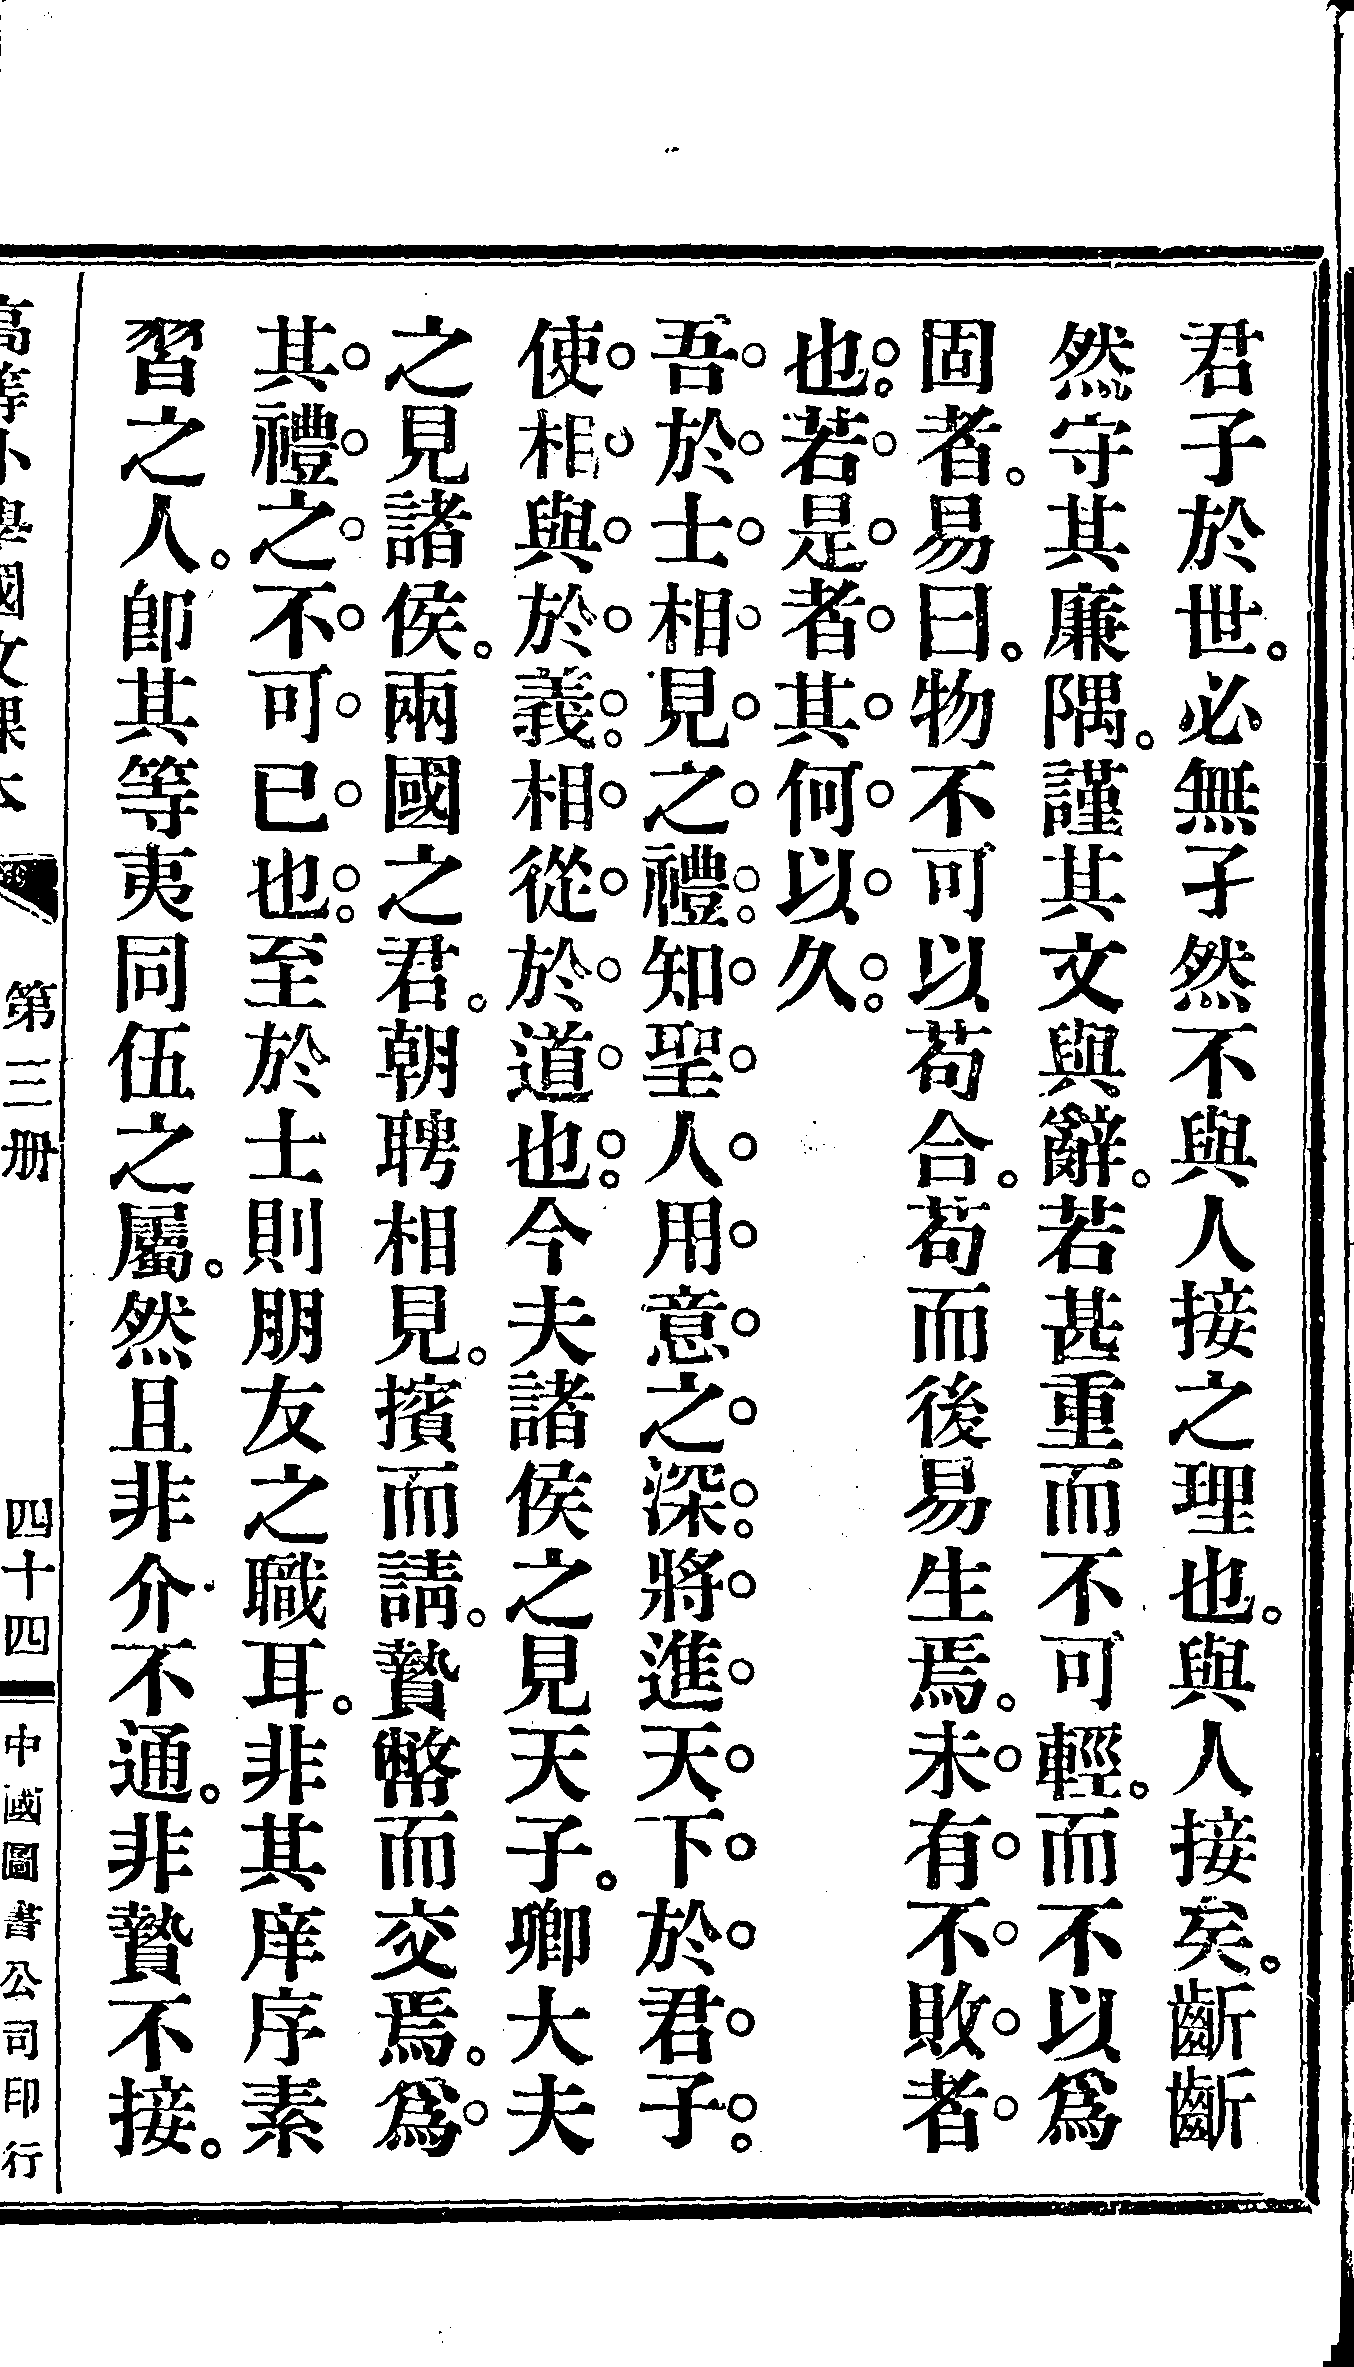 君子於世。必無孑然不與人接之理也。與人接矣。齗齗
然守其廉隅。謹其文與辭。若甚重而不可輕。而不以爲
固者。易曰。物不可以苟合。苟而後易生焉。未有不敗者
也。若是者其何以久。
吾於士相見之禮。知聖人用意之深。將進天下於君子。
使相與於義。相從於道也。今夫諸侯之見天子。卿大夫
之見諸侯。兩國之君。朝聘相見。擯而請。贄幣而交焉。爲
其禮之不可已也。至於士則朋友之職耳。非其庠序素
習之人。卽其等夷同伍之屬。然且非介不通。非贄不接。
高等小學國文課本 第三册 四十四 中國圖書公司印行